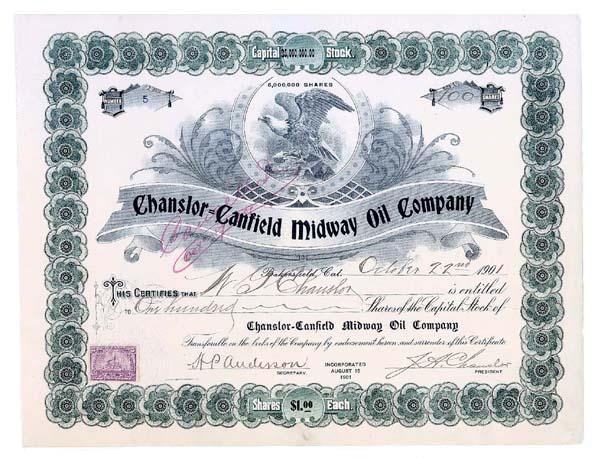 Capital $6,000,000.00 Stock.
6,000,000 SHARES
NUMBER 5
100 SHARES
Chanslor-Canfield Midway Oil Company
Bakersfield, Cal. October 22nd 1901
THIS CERTIFIES THAT W S Chanslor is entitled
TO One hundred Shares of the Capital Stock of
Chanslor-Canfield Midway Oil Company
Transferable on the books of the Company by endorsement hereon and surrender of this Certificate
H P Anderson
SECRETARY.
INCORPORATED
AUGUST 15
1901
J A Chanslor
PRESIDENT
Shares $1.00 Each.